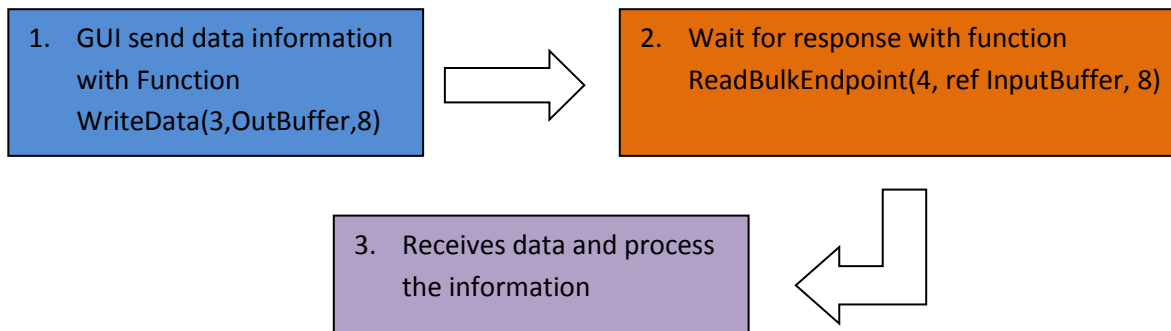 1. GUI send data information
with Function
WriteData(3,OutBuffer,8)
2. Wait for response with function
ReadBulkEndpoint(4, ref InputBuffer, 8)
3. Receives data and process
the information